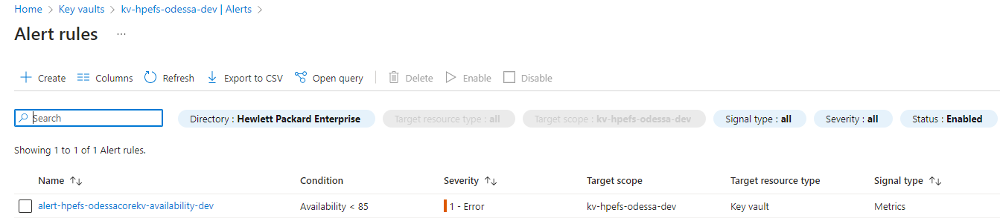 Home > Key vaults > kv-hpefs-odessa-dev | Alerts >
Alert rules ...
Create Columns Refresh Export to CSV Open query Delete Enable Disable
Search Directory : Hewlett Packard Enterprise Target resource type : all Target scope : kv-hpefs-odessa-dev Signal type : all Severity : all Status : Enabled
Showing 1 to 1 of 1 Alert rules.
Name ↑↓ Condition Severity ↑↓ Target scope Target resource type Signal type ↑↓
alert-hpefs-odessacorekv-availability-dev Availability < 85 1 - Error kv-hpefs-odessa-dev Key vault Metrics